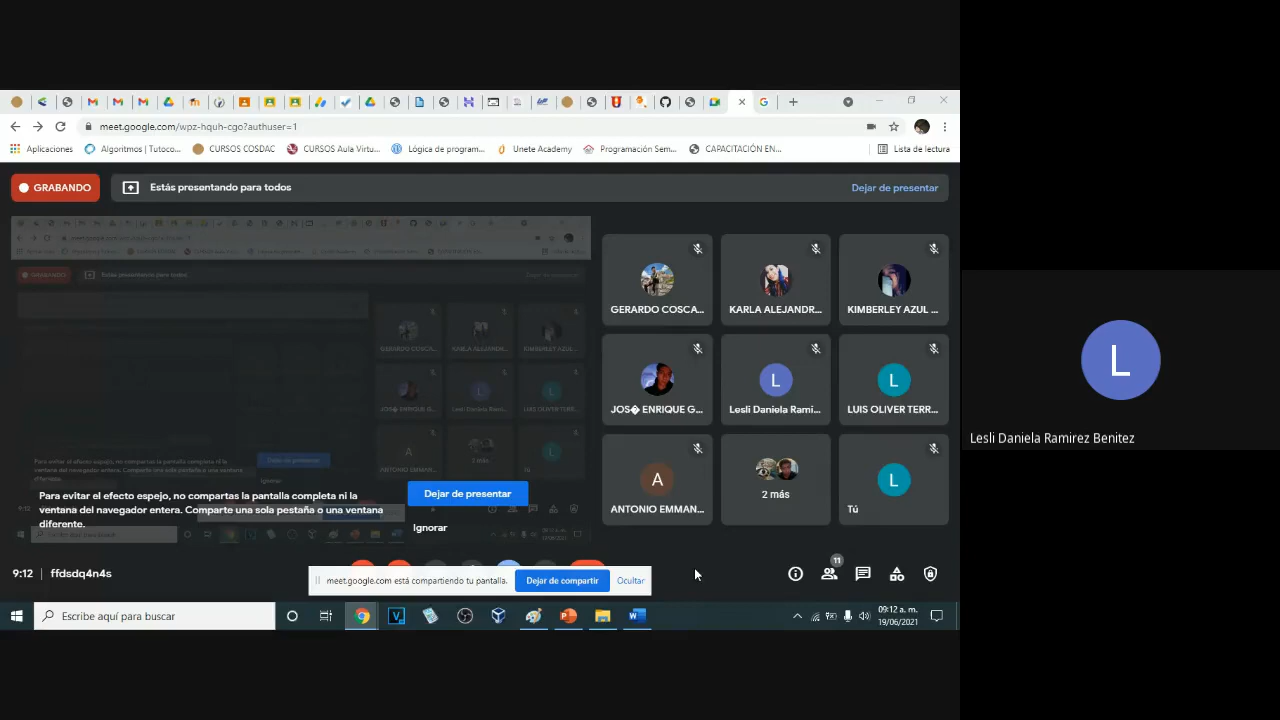 meet.google.com/wpz-hquh-cgo?authuser=1
Aplicaciones
Algoritmos | Tutoco...
CURSOS COSDAC
CURSOS Aula Virtu...
Lógica de program...
Unete Academy
Programación Sem...
CAPACITACIÓN EN...
Lista de lectura
GRABANDO
Estás presentando para todos
Dejar de presentar
GRABANDO
Estás presentando para todos
GERARDO COSCA...
KARLA ALEJANDR...
KIMBERLEY AZUL ...
JOS� ENRIQUE G...
Lesli Daniela Rami...
LUIS OLIVER TERR...
ANTONIO EMMAN...
2 más
Tú
L
L
L
A
L
Lesli Daniela Ramirez Benitez
Para evitar el efecto espejo, no compartas la pantalla completa ni la
ventana del navegador entera. Comparte una sola pestaña o una ventana
diferente.
Dejar de presentar
Ignorar
9:12 | ffdsdq4n4s
meet.google.com está compartiendo tu pantalla.
Dejar de compartir
Ocultar
11
Escribe aquí para buscar
09:12 a. m.
19/06/2021